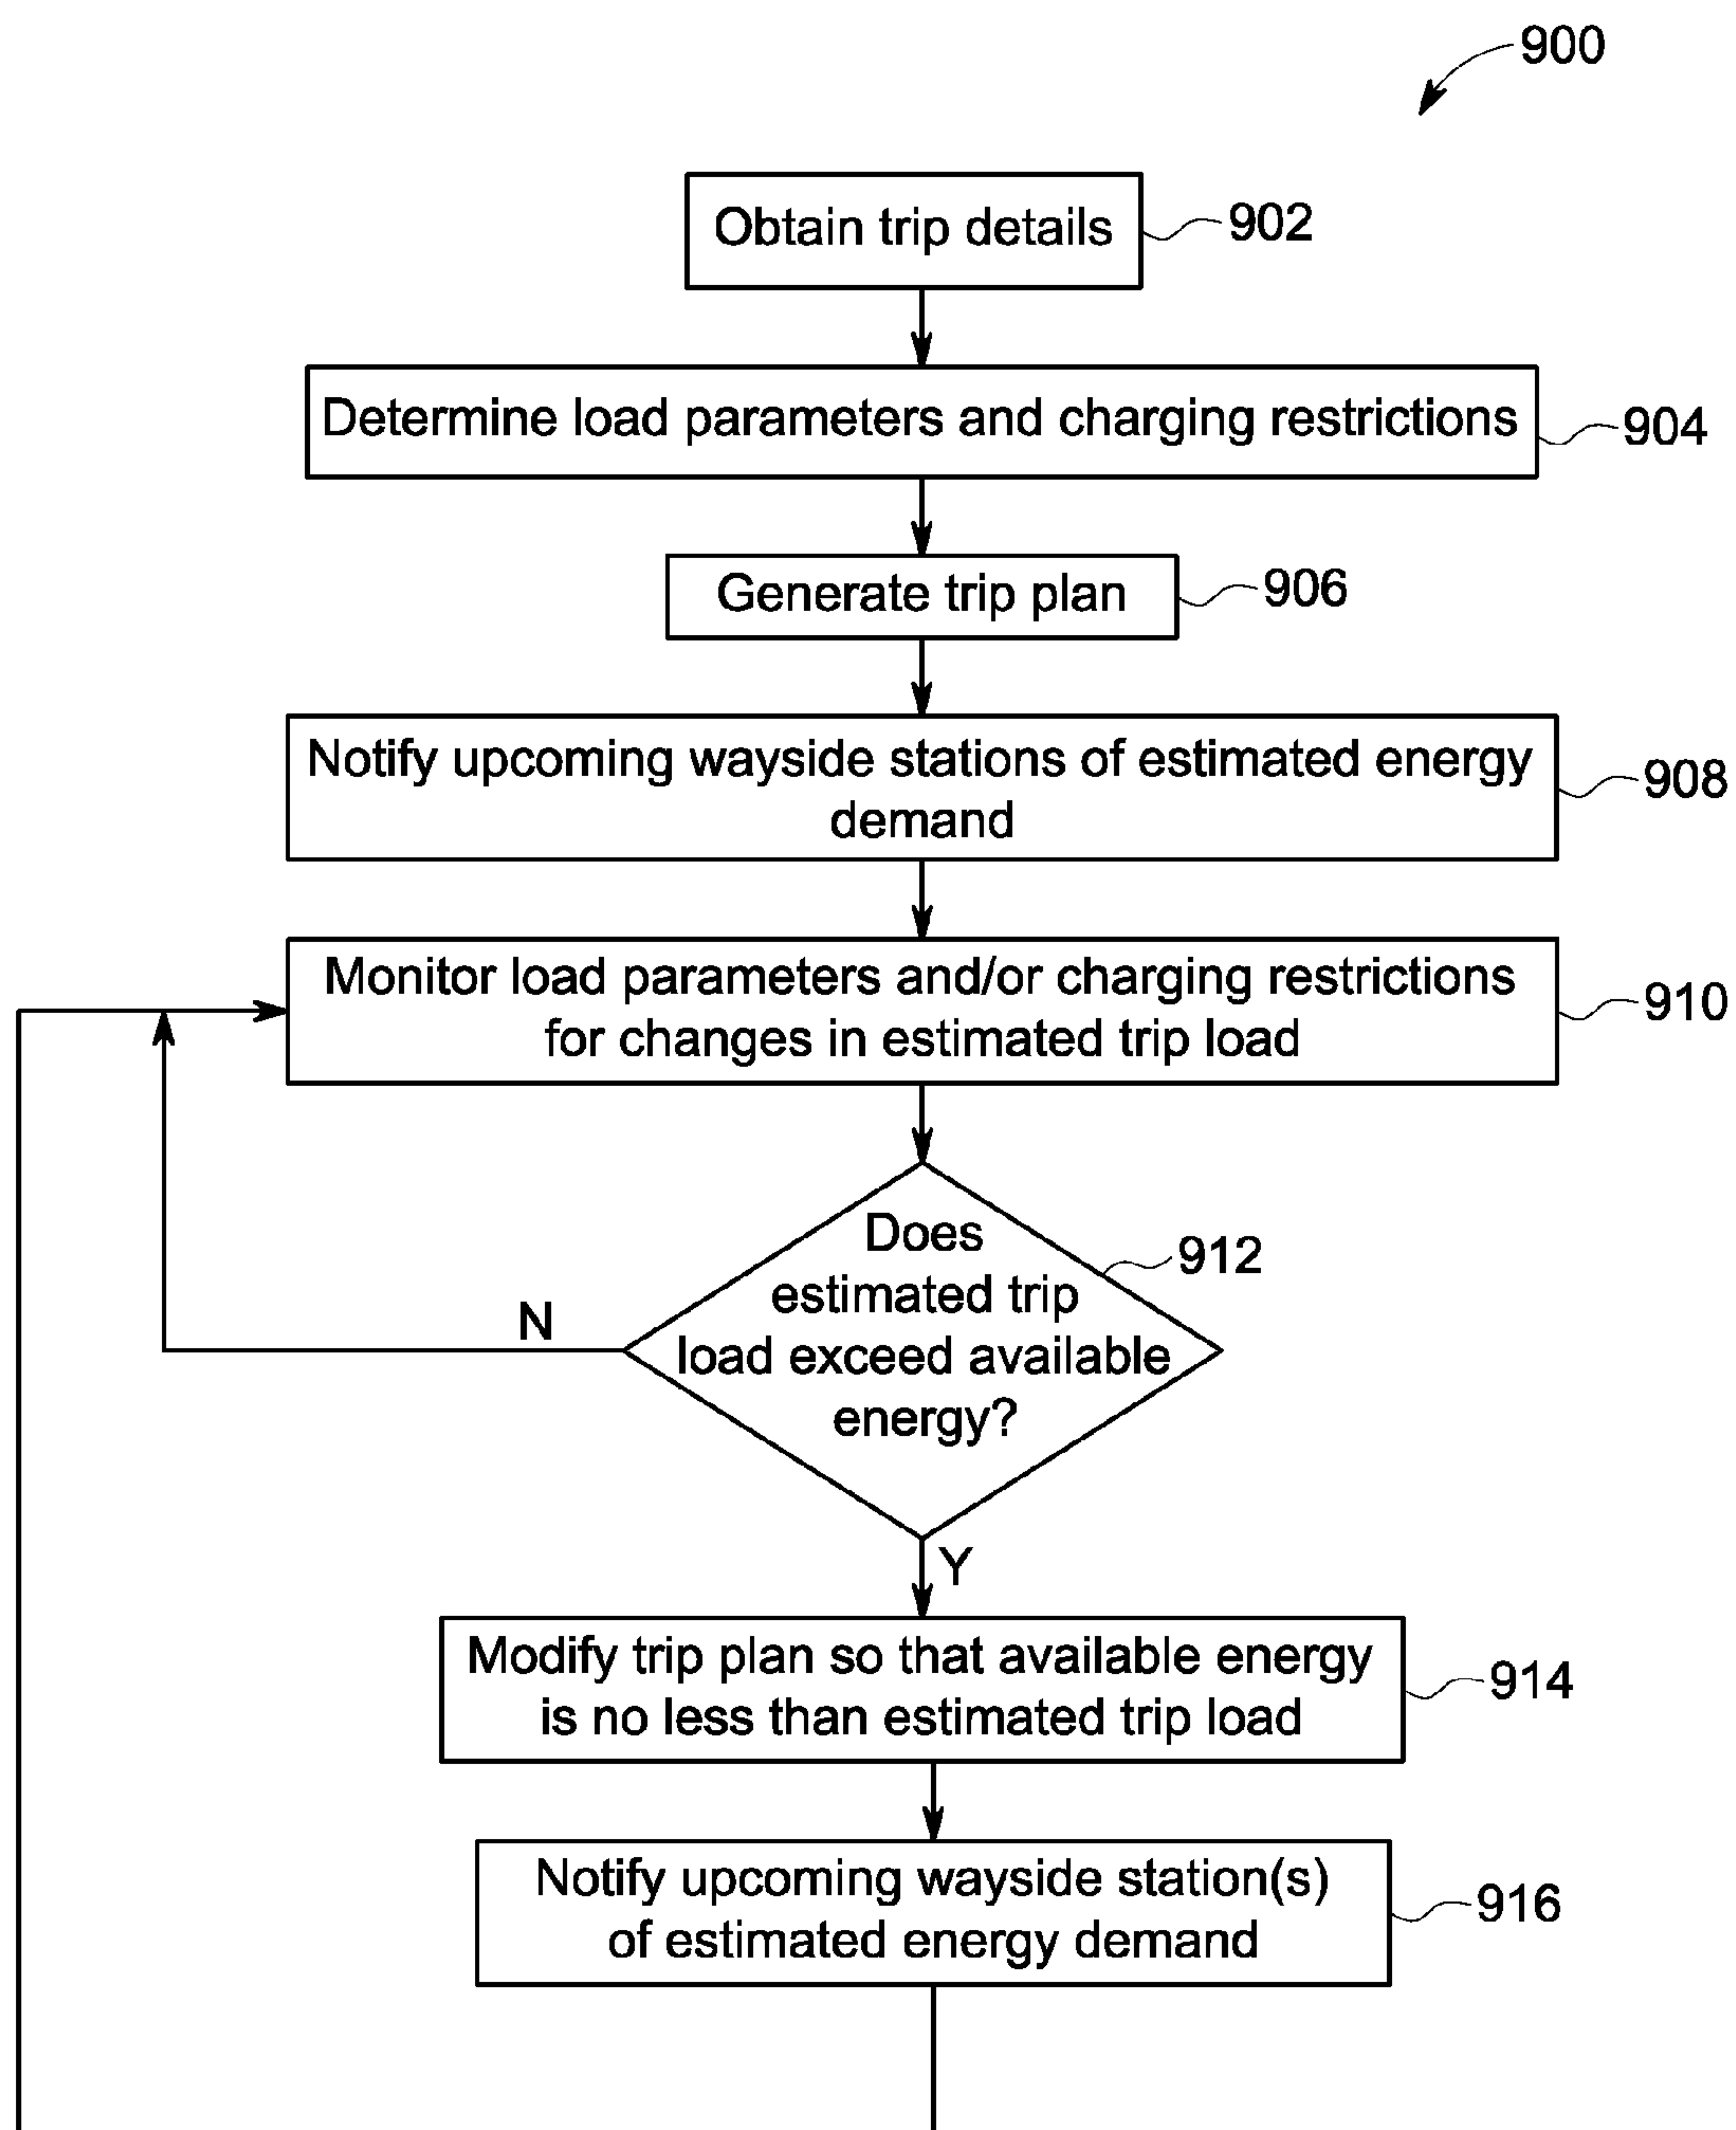 900
Obtain trip details
902
Determine load parameters and charging restrictions
904
Generate trip plan
906
Notify upcoming wayside stations of estimated energy
demand
908
Monitor load parameters and/or charging restrictions
for changes in estimated trip load
910
Does
estimated trip
load exceed available
energy?
912
N
Y
Modify trip plan so that available energy
is no less than estimated trip load
914
Notify upcoming wayside station(s)
of estimated energy demand
916